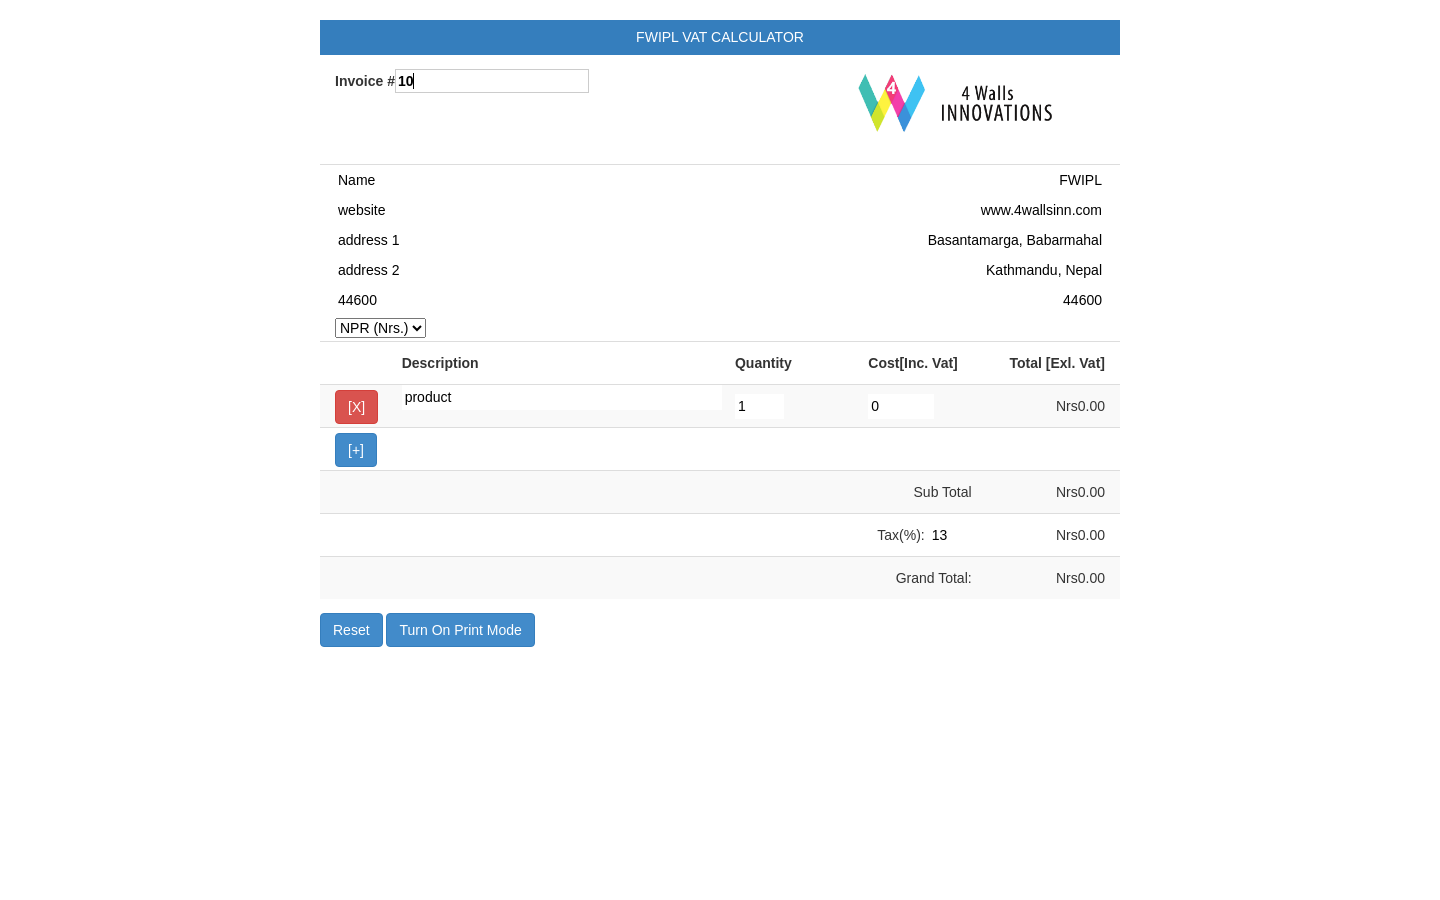 FWIPL VAT CALCULATOR
Invoice #10
4
4 Walls
INNOVATIONS
Name FWIPL
website www.4wallsinn.com
address 1 Basantamarga, Babarmahal
address 2 Kathmandu, Nepal
44600 44600
NPR (Nrs.)
Description Quantity Cost[Inc. Vat] Total [Exl. Vat]
[X] product 1 0 Nrs0.00
[+]
Sub Total Nrs0.00
Tax(%): 13 Nrs0.00
Grand Total: Nrs0.00
Reset Turn On Print Mode